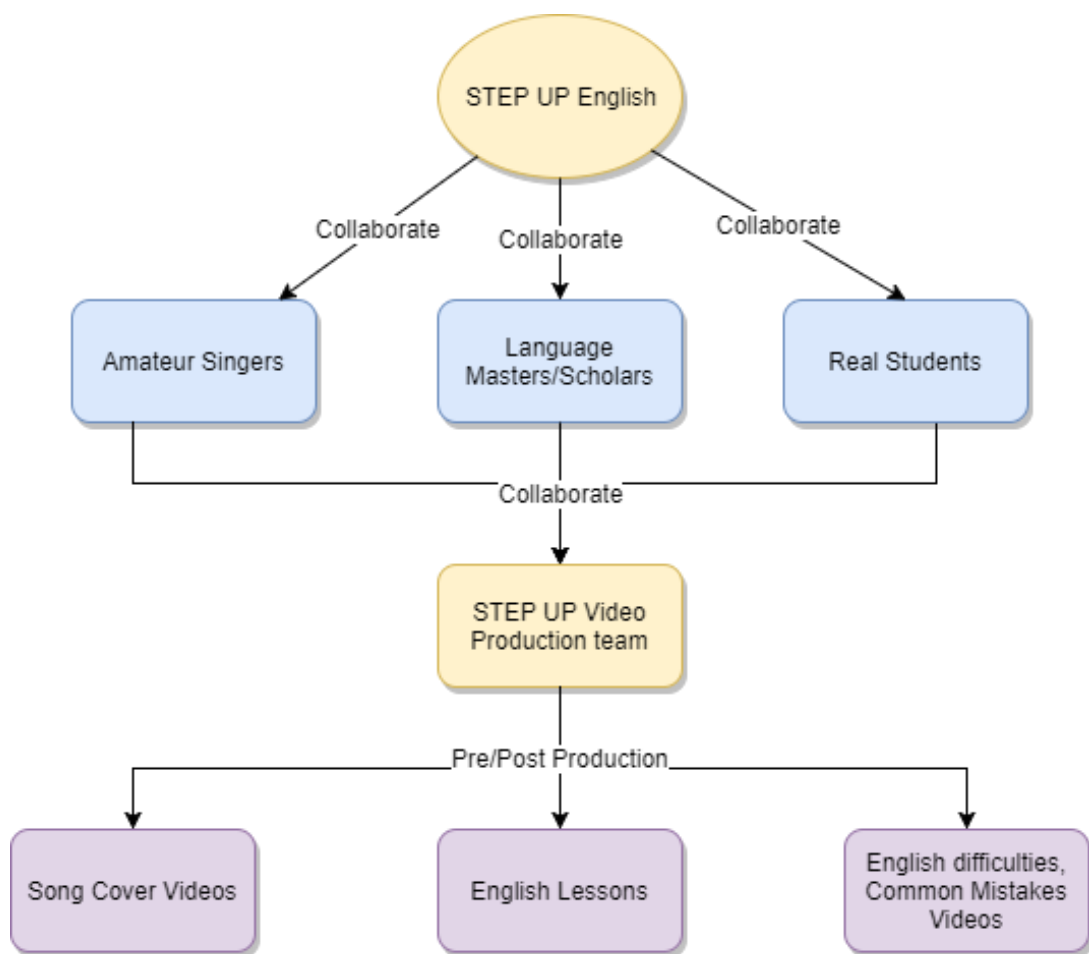 STEP UP English
Collaborate
Collaborate
Collaborate
Amateur Singers
Language
Masters/Scholars
Real Students
Collaborate
STEP UP Video
Production team
Pre/Post Production
Song Cover Videos
English Lessons
English difficulties,
Common Mistakes
Videos